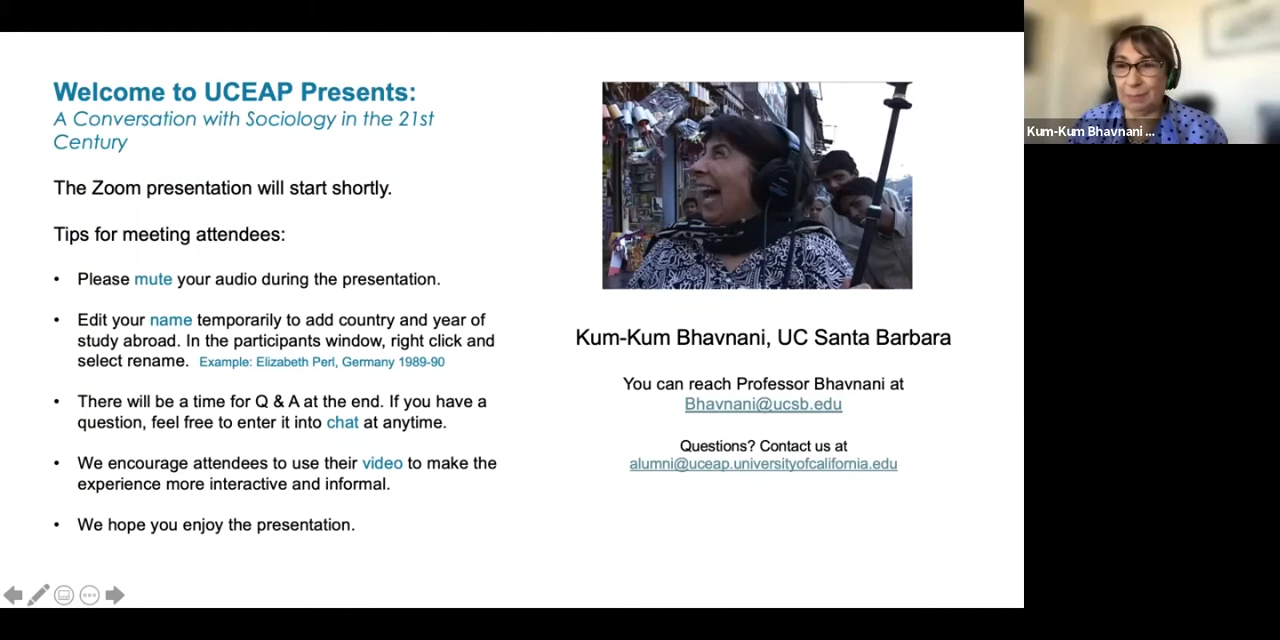 Welcome to UCEAP Presents:
A Conversation with Sociology in the 21st
Century
The Zoom presentation will start shortly.
Tips for meeting attendees:
• Please mute your audio during the presentation.
• Edit your name temporarily to add country and year of
study abroad. In the participants window, right click and
select rename. Example: Elizabeth Perl, Germany 1989-90
• There will be a time for Q & A at the end. If you have a
question, feel free to enter it into chat at anytime.
• We encourage attendees to use their video to make the
experience more interactive and informal.
• We hope you enjoy the presentation.
Kum-Kum Bhavnani, UC Santa Barbara
You can reach Professor Bhavnani at
Bhavnani@ucsb.edu
Questions? Contact us at
alumni@uceap.universityofcalifornia.edu
Kum-Kum Bhavnani ...